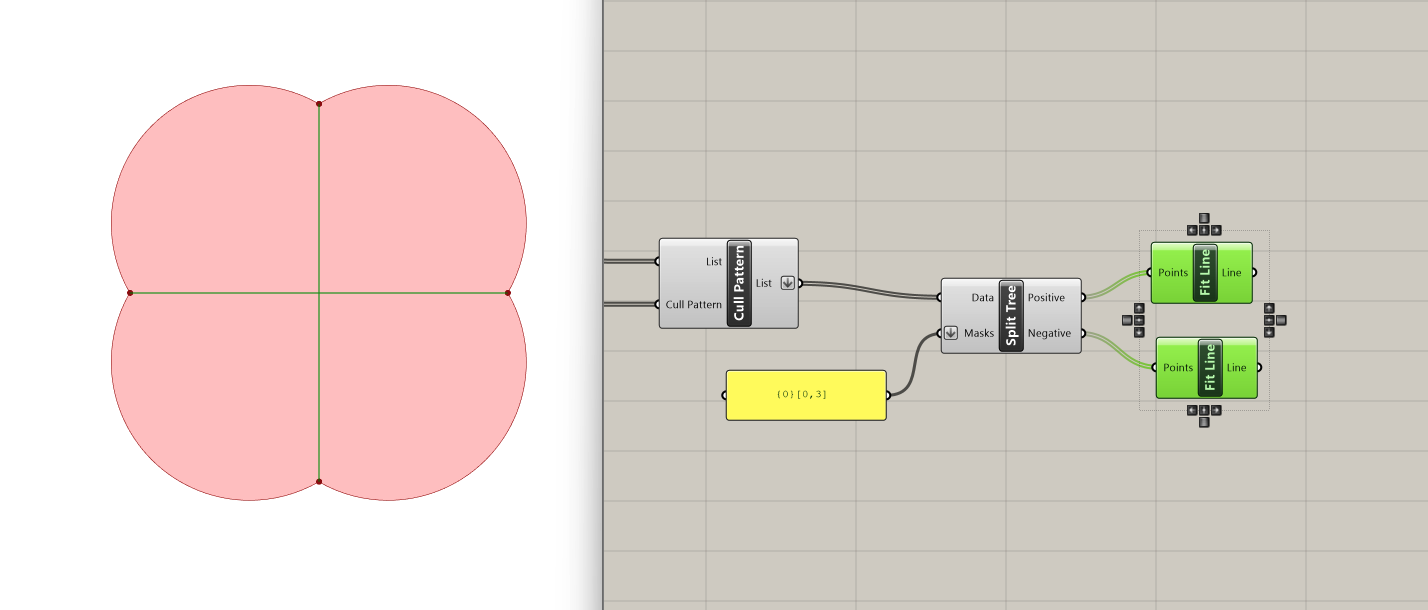 List
Cull Pattern
Cull Pattern
List
{0}[0,3]
Data
Masks
Split Tree
Positive
Negative
Points
Fit Line
Line
Points
Fit Line
Line